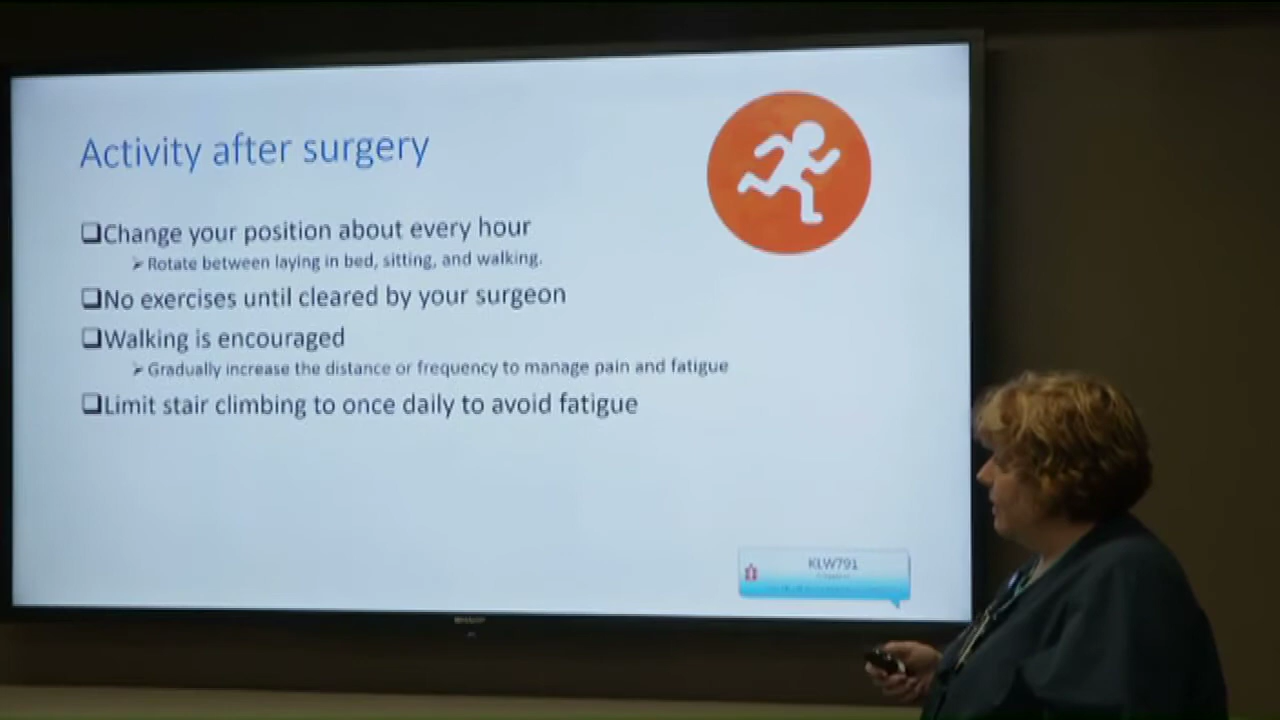 Activity after surgery
❑Change your position about every hour
➢Rotate between laying in bed, sitting, and walking.
❑No exercises until cleared by your surgeon
❑Walking is encouraged
➢Gradually increase the distance or frequency to manage pain and fatigue
❑Limit stair climbing to once daily to avoid fatigue
KLW791
SHARP